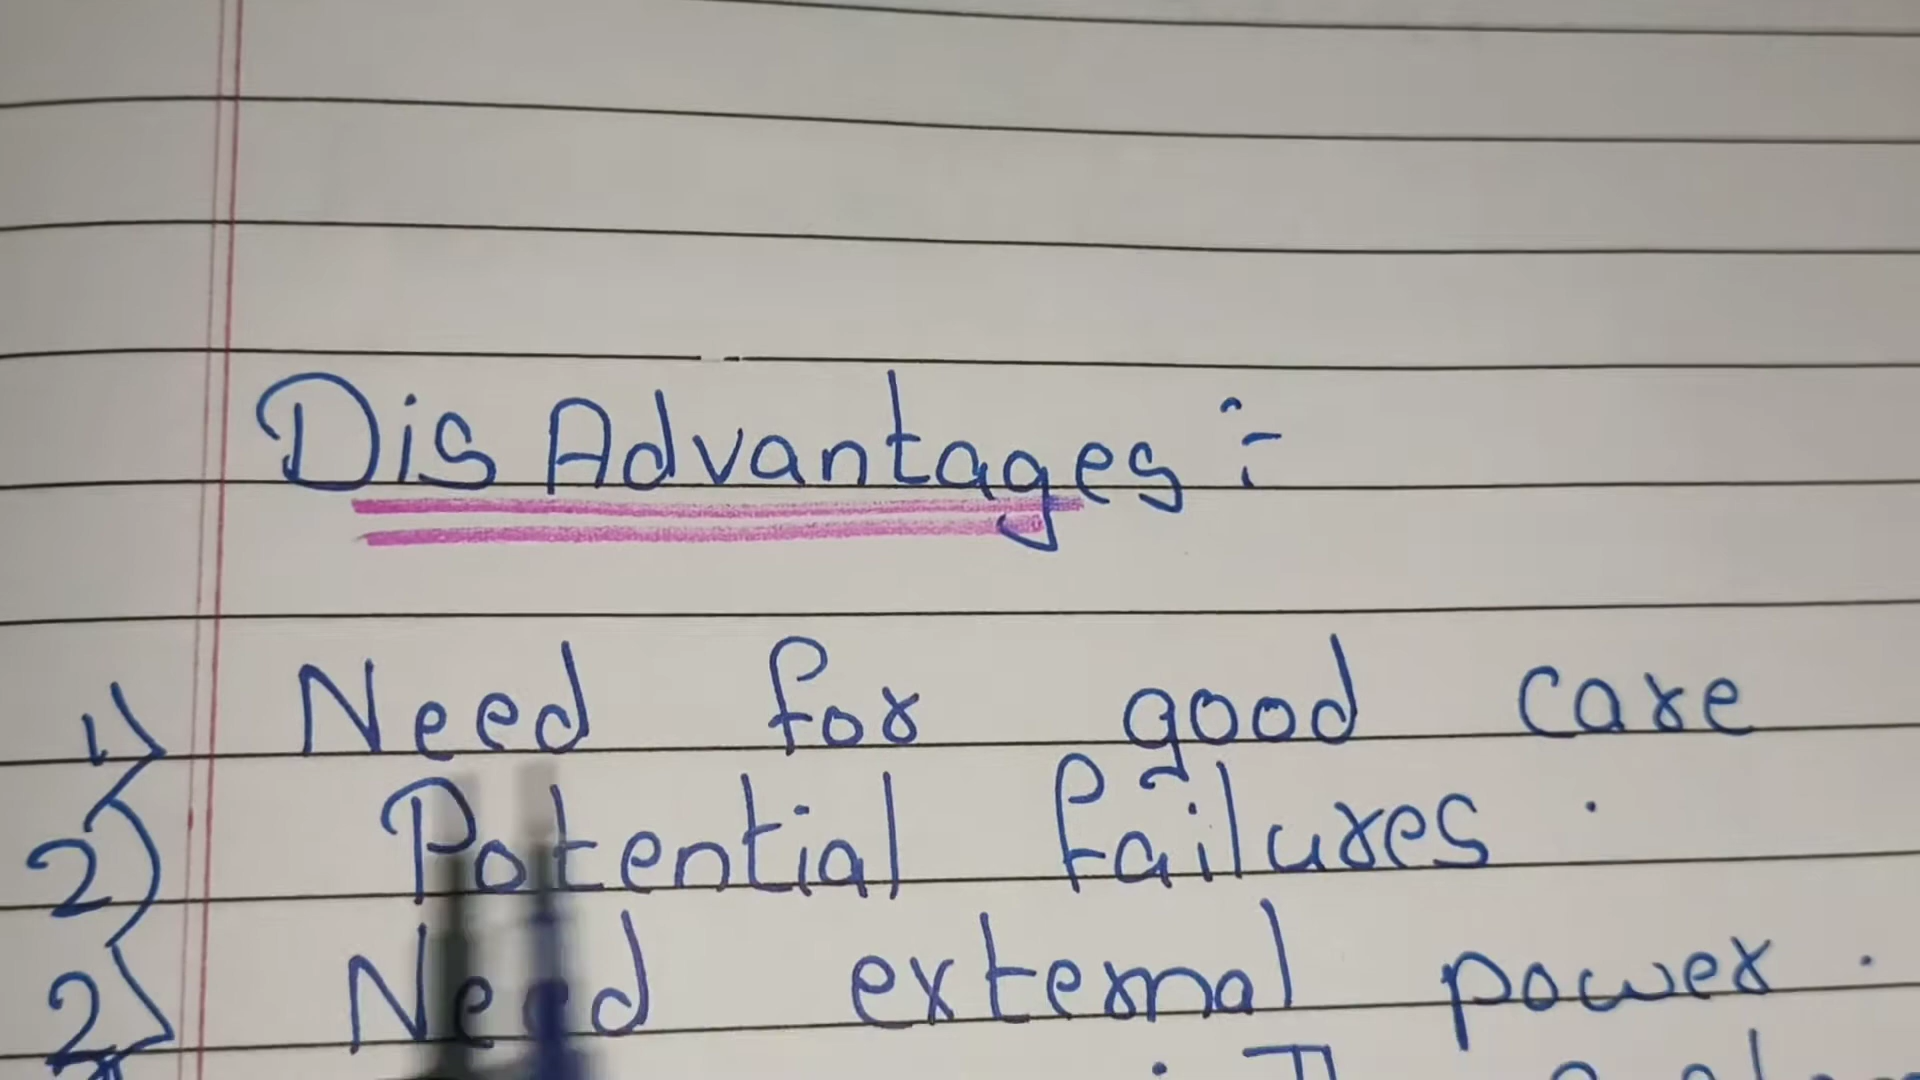 Dis Advantages :-
1) Need for good care
2) Potential failures .
2) Need external power .